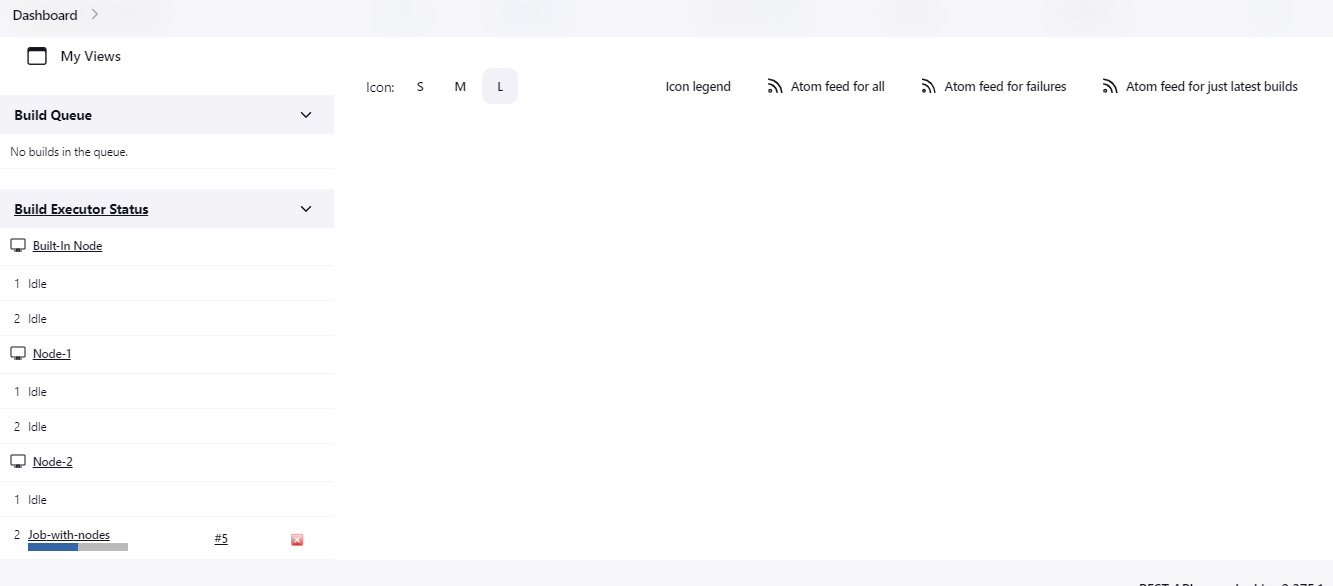 Dashboard
My Views
Icon: S M L
Icon legend
Atom feed for all
Atom feed for failures
Atom feed for just latest builds
Build Queue
No builds in the queue.
Build Executor Status
Built-In Node
1 Idle
2 Idle
Node-1
1 Idle
2 Idle
Node-2
1 Idle
2 Job-with-nodes #5